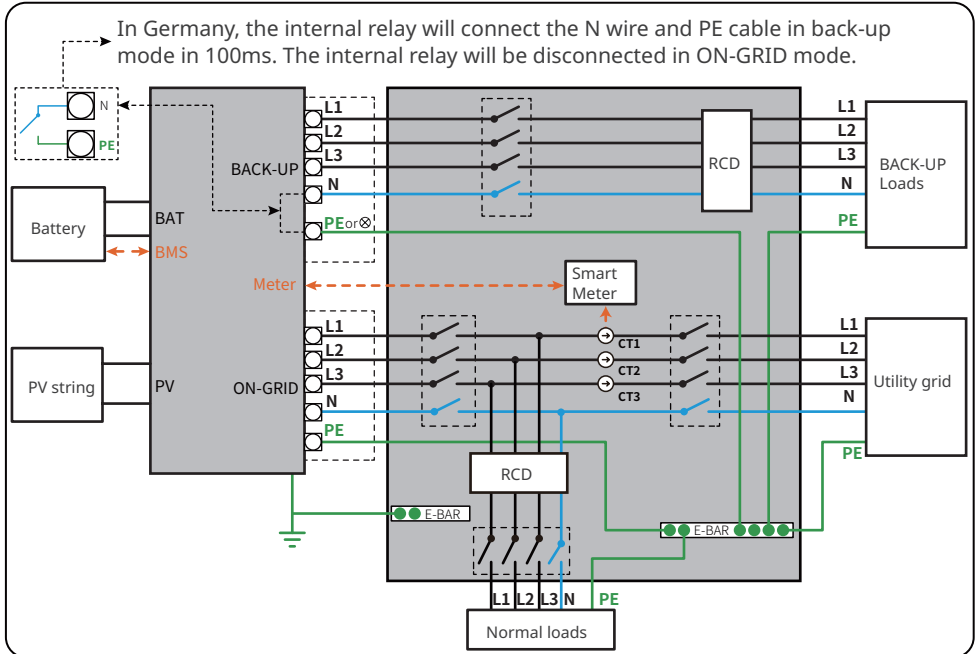 In Germany, the internal relay will connect the N wire and PE cable in back-up
mode in 100ms. The internal relay will be disconnected in ON-GRID mode.
N
PE
Battery
BAT
BMS
PV string
PV
BACK-UP
Meter
ON-GRID
L1
L2
L3
N
PEor⊗
L1
L2
L3
N
PE
RCD
Smart
Meter
CT1
CT2
CT3
RCD
E-BAR
E-BAR
L1
L2
L3
N
PE
BACK-UP
Loads
L1
L2
L3
N
PE
Utility grid
L1 L2 L3 N PE
Normal loads